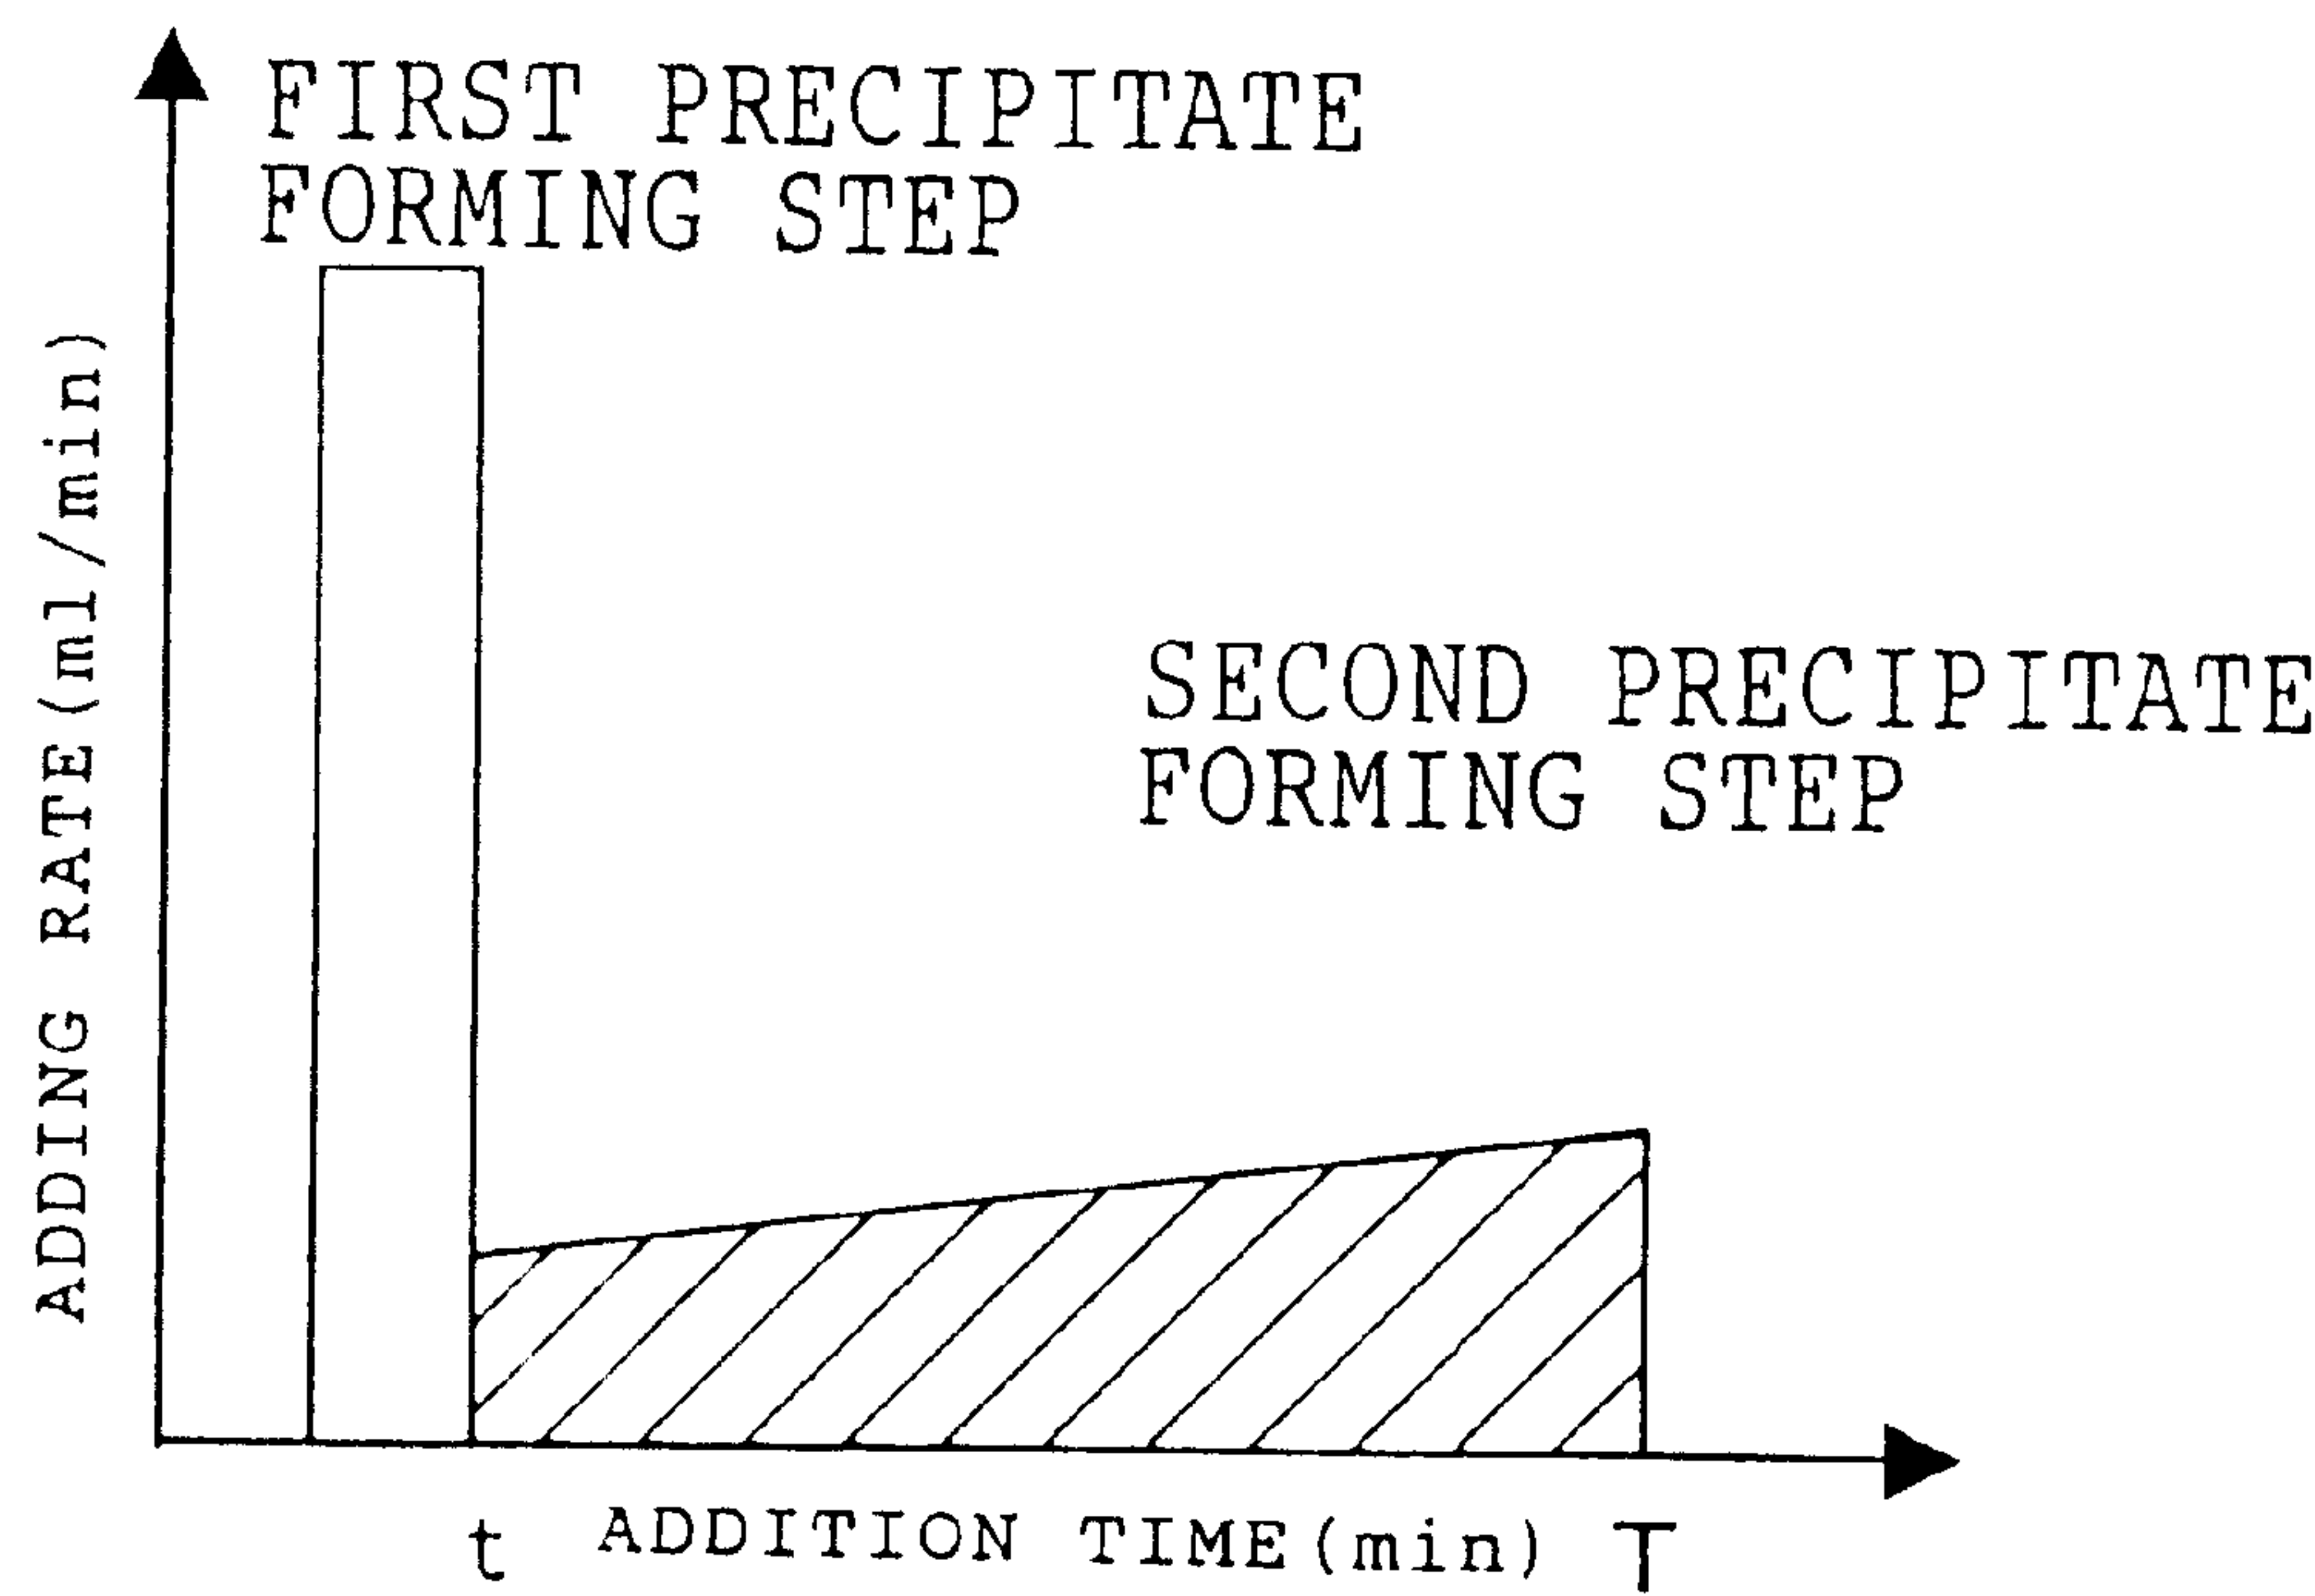 FIRST PRECIPITATE
FORMING STEP
ADDING RATE(ml/min)
SECOND PRECIPITATE
FORMING STEP
t ADDITION TIME(min) T